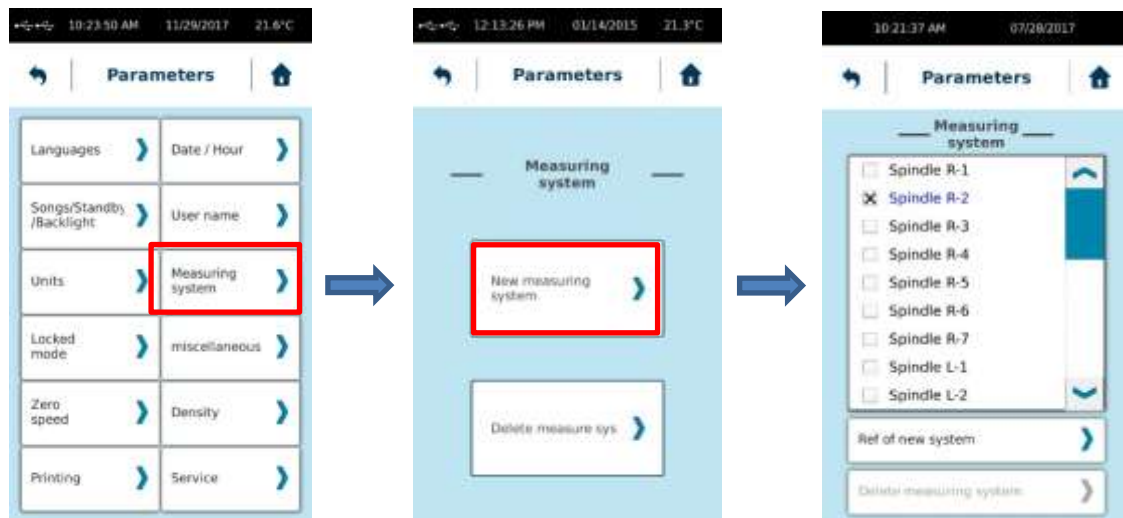 10:23:50 AM 11/29/2017 21.6°C
Parameters
Languages
Date / Hour
Songs/Standby
/Backlight
User name
Units
Measuring
system
Locked
mode
miscellaneous
Zero
speed
Density
Printing
Service
12:13:26 PM 01/14/2015 21.3°C
Parameters
Measuring
system
New measuring
system
Delete measure sys
10:21:37 AM 07/28/2017
Parameters
Measuring
system
Spindle R-1
Spindle R-2
Spindle R-3
Spindle R-4
Spindle R-5
Spindle R-6
Spindle R-7
Spindle L-1
Spindle L-2
Ref of new system
Delete measuring system